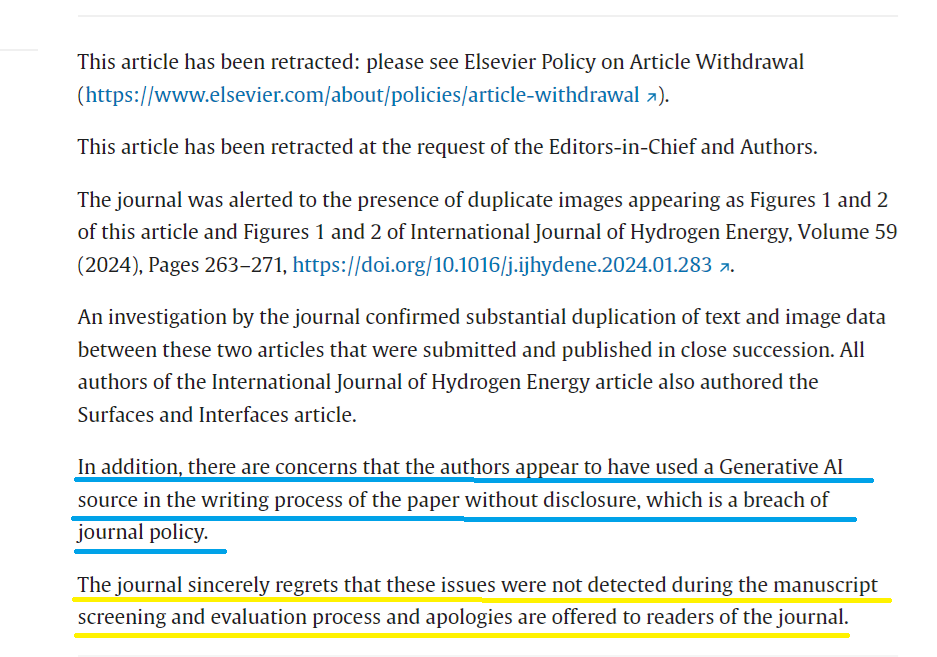 This article has been retracted: please see Elsevier Policy on Article Withdrawal
(https://www.elsevier.com/about/policies/article-withdrawal ↗).
This article has been retracted at the request of the Editors-in-Chief and Authors.
The journal was alerted to the presence of duplicate images appearing as Figures 1 and 2
of this article and Figures 1 and 2 of International Journal of Hydrogen Energy, Volume 59
(2024), Pages 263–271, https://doi.org/10.1016/j.ijhydene.2024.01.283 ↗.
An investigation by the journal confirmed substantial duplication of text and image data
between these two articles that were submitted and published in close succession. All
authors of the International Journal of Hydrogen Energy article also authored the
Surfaces and Interfaces article.
In addition, there are concerns that the authors appear to have used a Generative AI
source in the writing process of the paper without disclosure, which is a breach of
journal policy.
The journal sincerely regrets that these issues were not detected during the manuscript
screening and evaluation process and apologies are offered to readers of the journal.